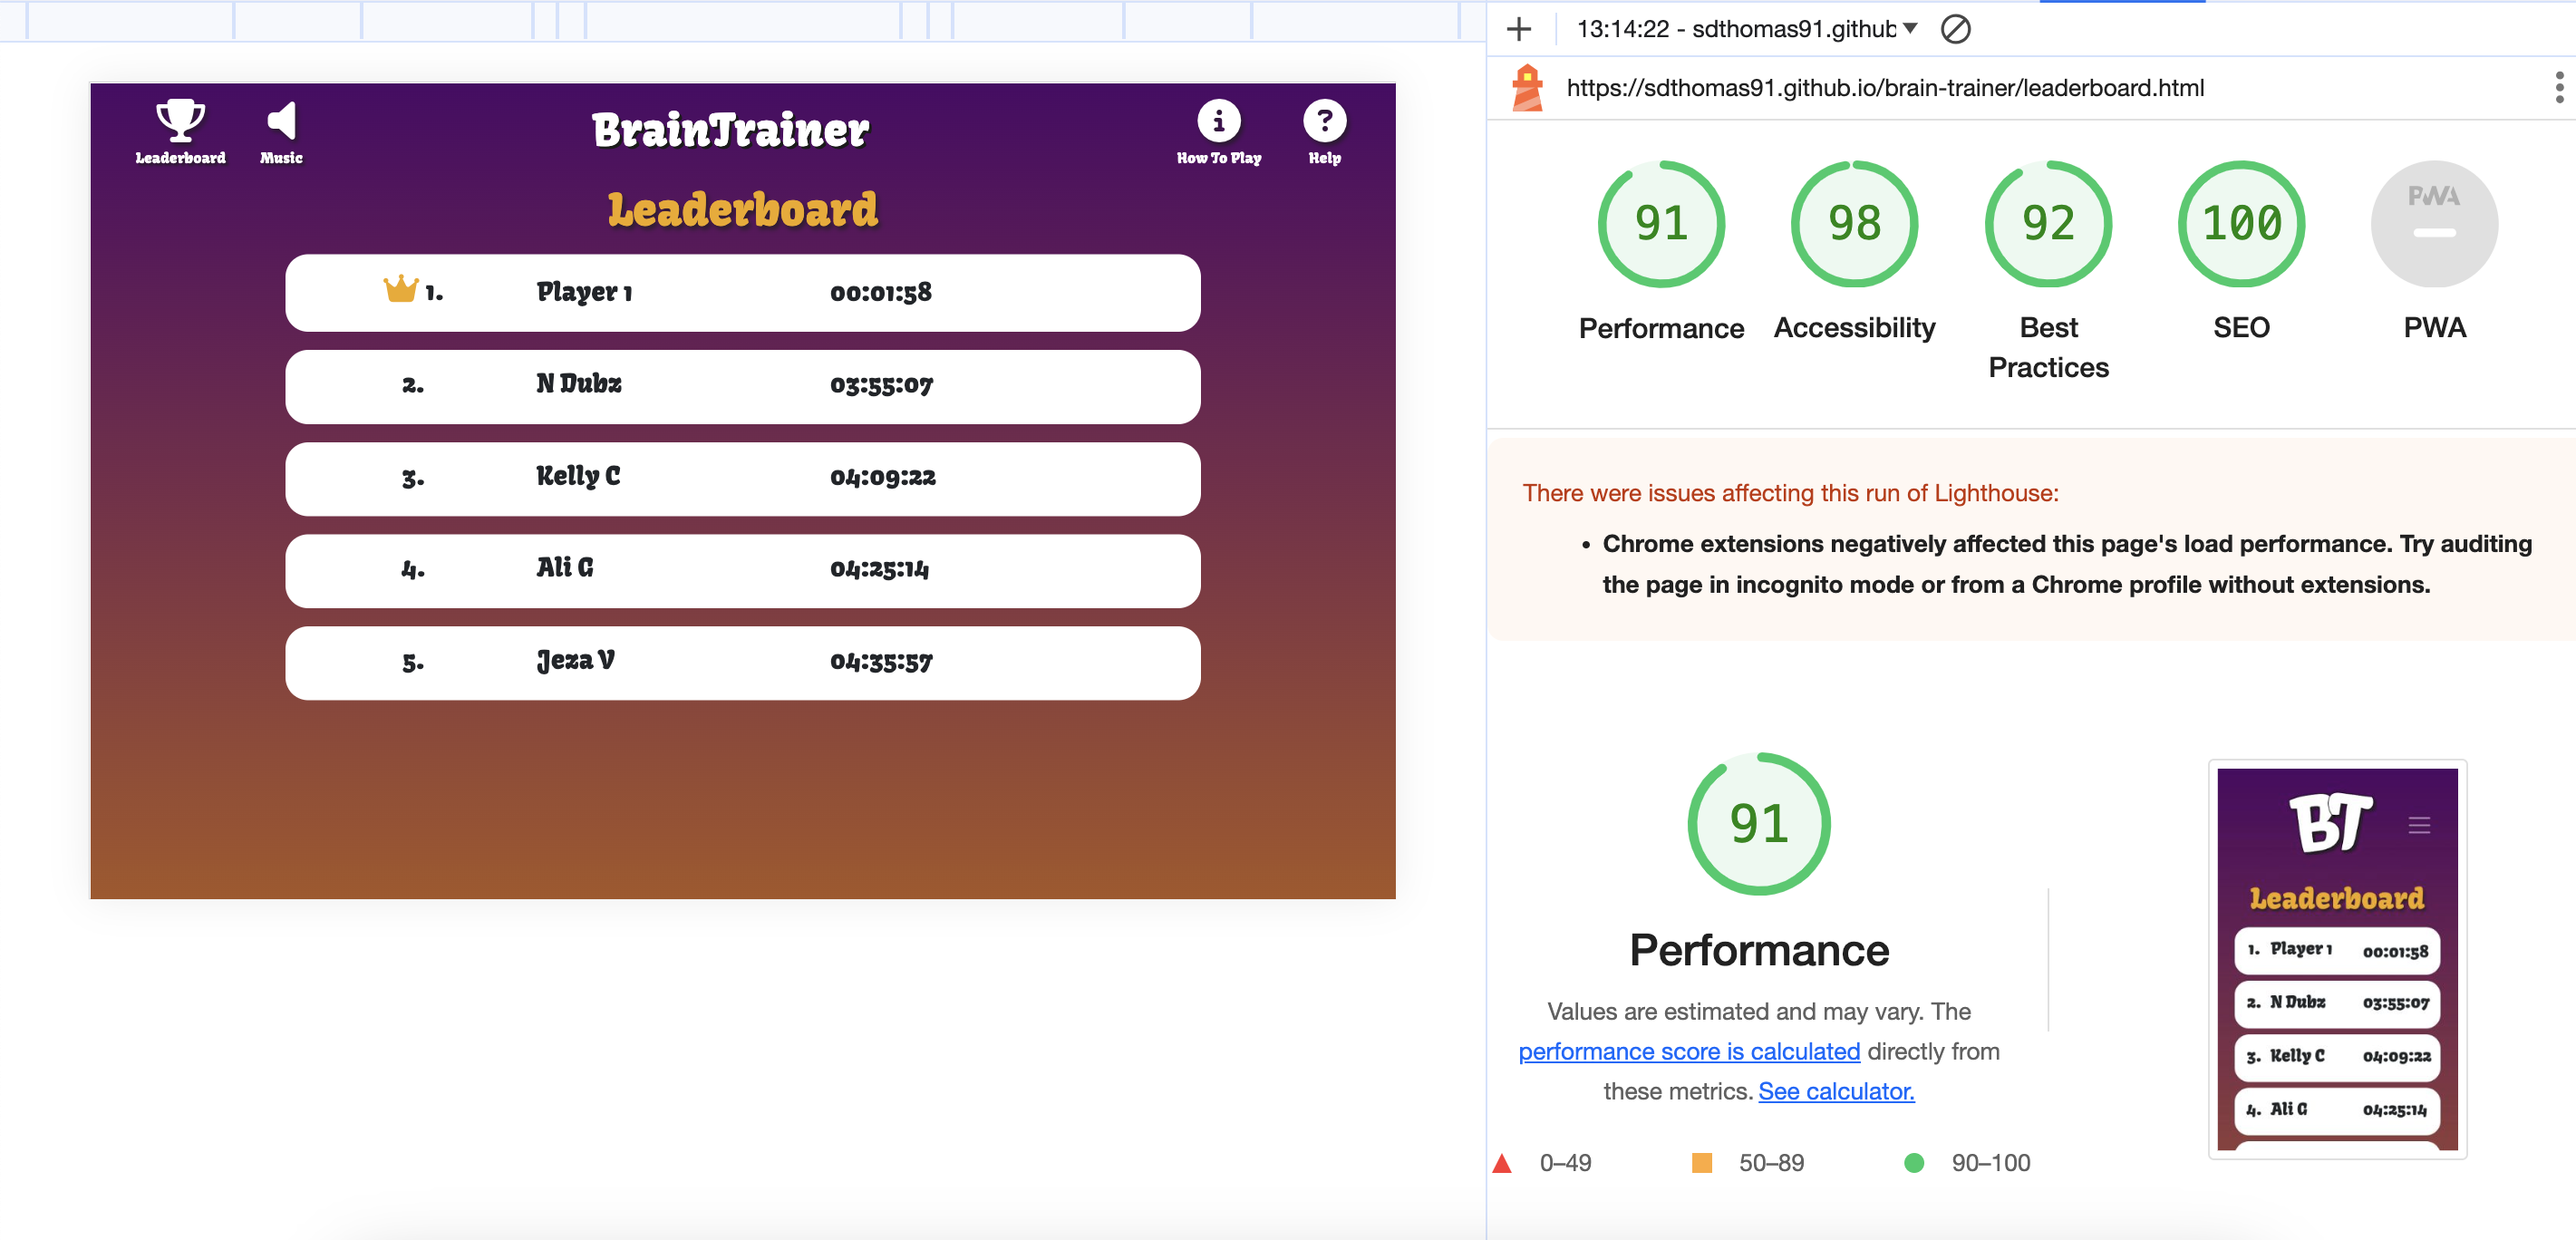 Leaderboard
Music
BrainTrainer
How To Play
Help
Leaderboard
1. Player 1 00:01:58
2. N Dubz 03:55:07
3. Kelly C 04:09:22
4. Ali G 04:25:14
5. Jeza V 04:35:57
13:14:22 - sdthomas91.github
https://sdthomas91.github.io/brain-trainer/leaderboard.html
91
98
92
100
PWA
Performance
Accessibility
Best
Practices
SEO
PWA
There were issues affecting this run of Lighthouse:
• Chrome extensions negatively affected this page's load performance. Try auditing
the page in incognito mode or from a Chrome profile without extensions.
91
Performance
Values are estimated and may vary. The
performance score is calculated directly from
these metrics. See calculator.
0–49
50–89
90–100
BT
Leaderboard
1. Player 1 00:01:58
2. N Dubz 03:55:07
3. Kelly C 04:09:22
4. Ali G 04:25:14